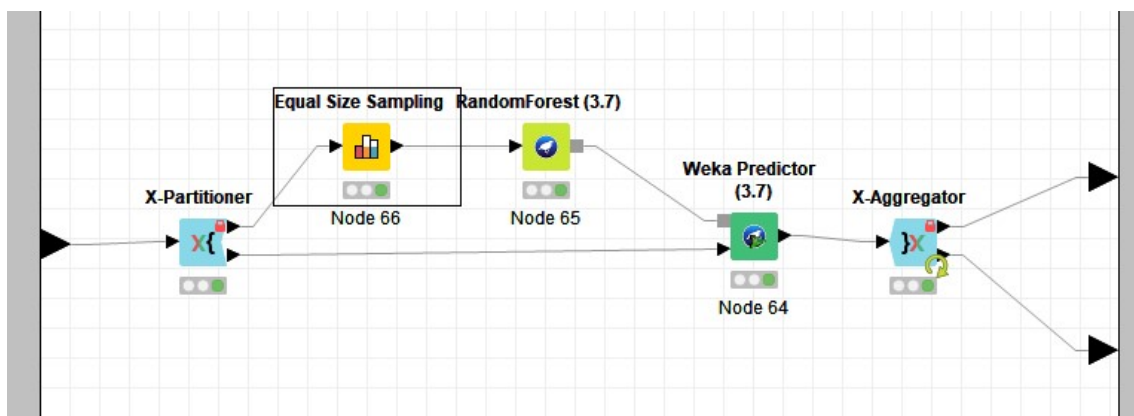 Equal Size Sampling
RandomForest (3.7)
Weka Predictor
(3.7)
X-Partitioner
X-Aggregator
Node 66
Node 65
X{
}X
Node 64